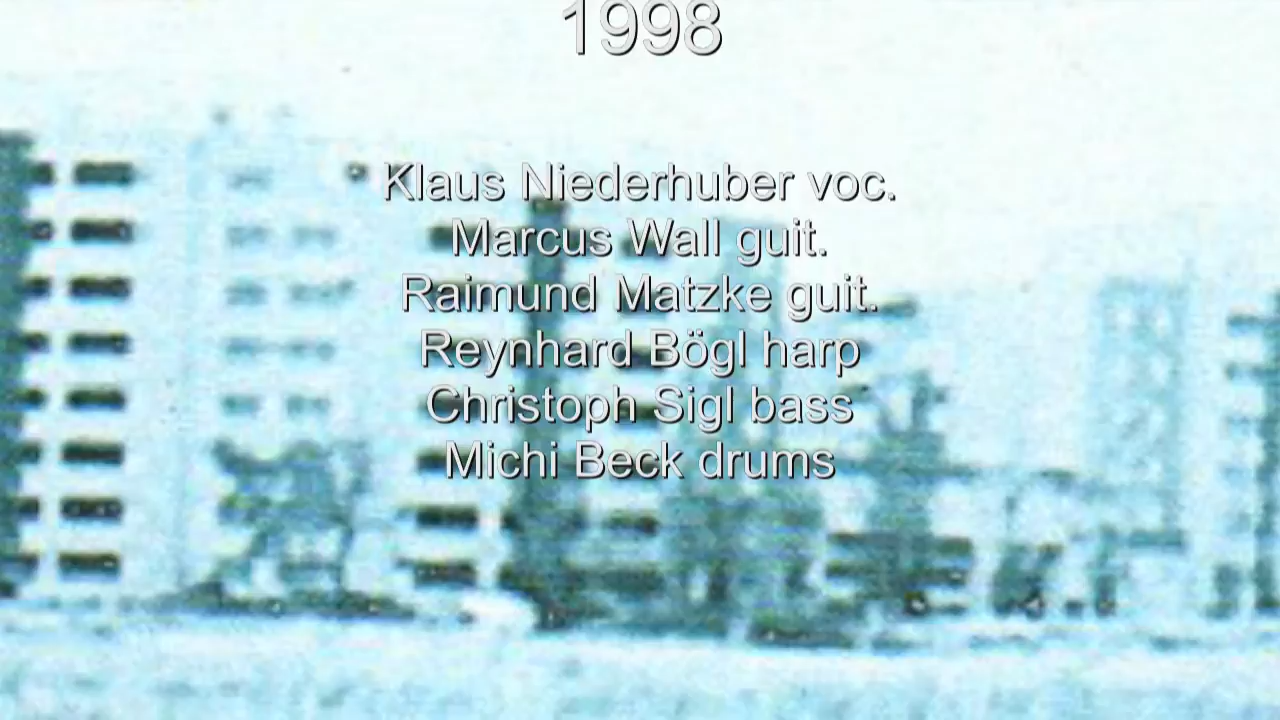 1998
Klaus Niederhuber voc.
Marcus Wall guit.
Raimund Matzke guit.
Reynhard Bögl harp
Christoph Sigl bass
Michi Beck drums